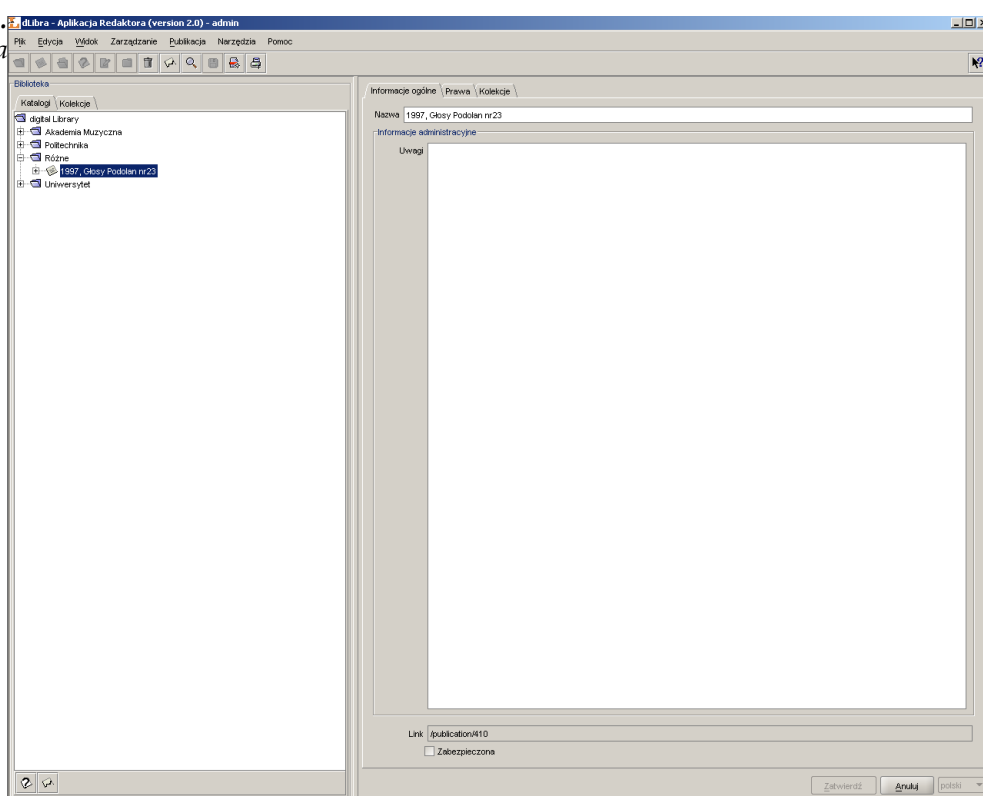 dLibra - Aplikacja Redaktora (version 2.0) - admin
Plik Edycja Widok Zarządzanie Publikacja Narzędzia Pomoc
Biblioteka
Katalogi Kolekcje
digital Library
Akademia Muzyczna
Politechnika
Różne
1997, Głosy Podolan nr23
Uniwersytet
Informacje ogólne Prawa Kolekcje
Nazwa 1997, Głosy Podolan nr23
Informacje administracyjne
Uwagi
Link /publication/410
Zabezpieczona
Zatwierdź Anuluj polski